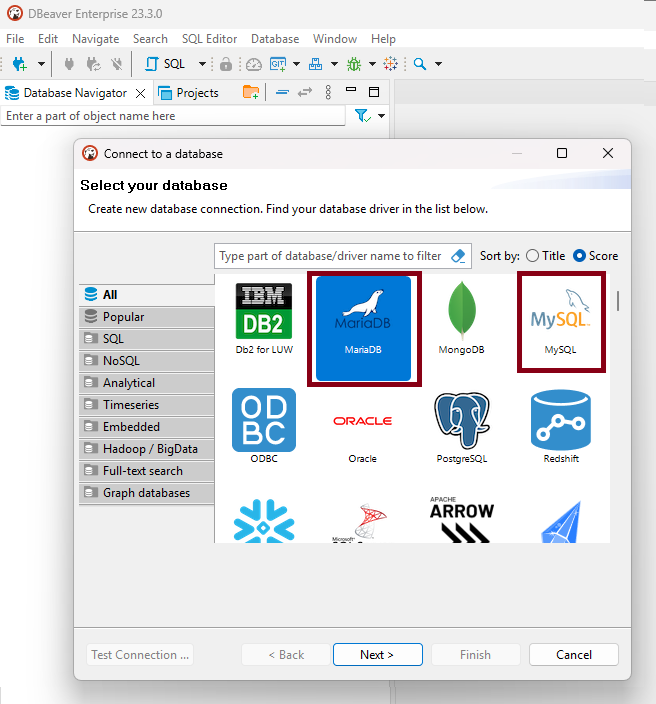 DBeaver Enterprise 23.3.0
File Edit Navigate Search SQL Editor Database Window Help
SQL
GIT
Database Navigator Projects
Enter a part of object name here
Connect to a database
Select your database
Create new database connection. Find your database driver in the list below.
Type part of database/driver name to filter Sort by: Title Score
All
Popular
SQL
NoSQL
Analytical
Timeseries
Embedded
Hadoop / BigData
Full-text search
Graph databases
IBM
DB2
Db2 for LUW
MariaDB
MariaDB
MongoDB
MySQL
MySQL
OD
BC
ODBC
ORACLE
Oracle
PostgreSQL
Redshift
Microsoft
APACHE
ARROW
Test Connection ... < Back Next > Finish Cancel